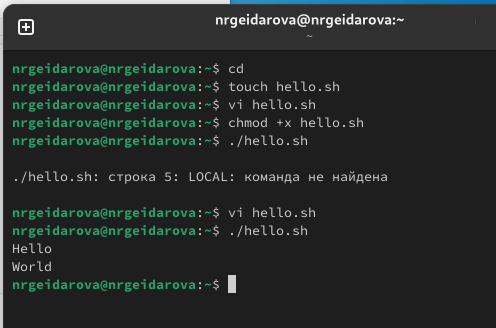 nrgeidarova@nrgeidarova:~
~
nrgeidarova@nrgeidarova:~$ cd
nrgeidarova@nrgeidarova:~$ touch hello.sh
nrgeidarova@nrgeidarova:~$ vi hello.sh
nrgeidarova@nrgeidarova:~$ chmod +x hello.sh
nrgeidarova@nrgeidarova:~$ ./hello.sh
./hello.sh: строка 5: LOCAL: команда не найдена
nrgeidarova@nrgeidarova:~$ vi hello.sh
nrgeidarova@nrgeidarova:~$ ./hello.sh
Hello
World
nrgeidarova@nrgeidarova:~$